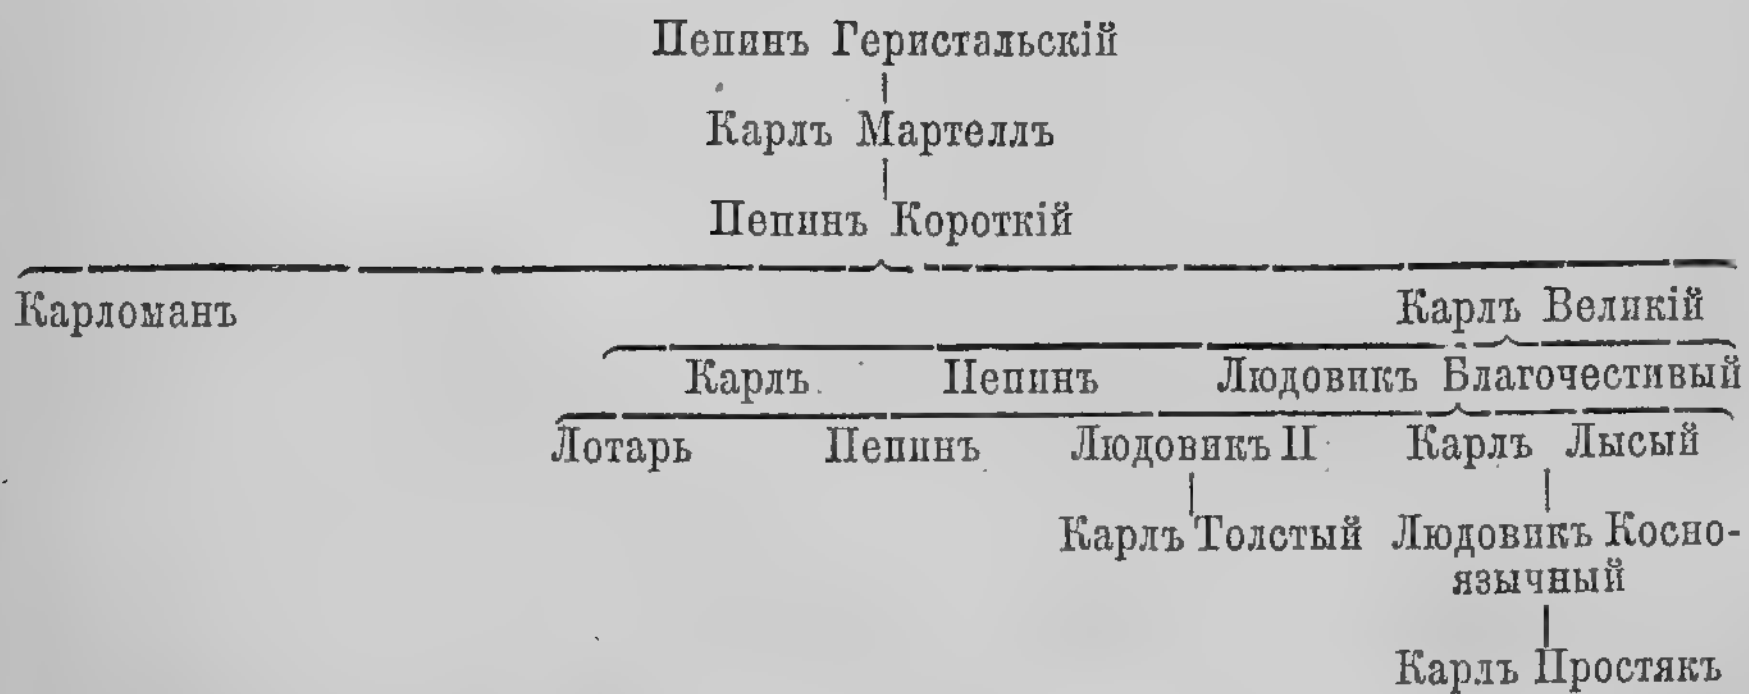 Пепинъ Геристальскій
Карлъ Мартеллъ
Пепинъ Короткій
Карломанъ Карлъ Великій
Карлъ Пепинъ Людовикъ Благочестивый
Лотарь Пепинъ Людовикъ II Карлъ Лысый
Карлъ Толстый Людовикъ Косно-
язычный
Карлъ Простякъ